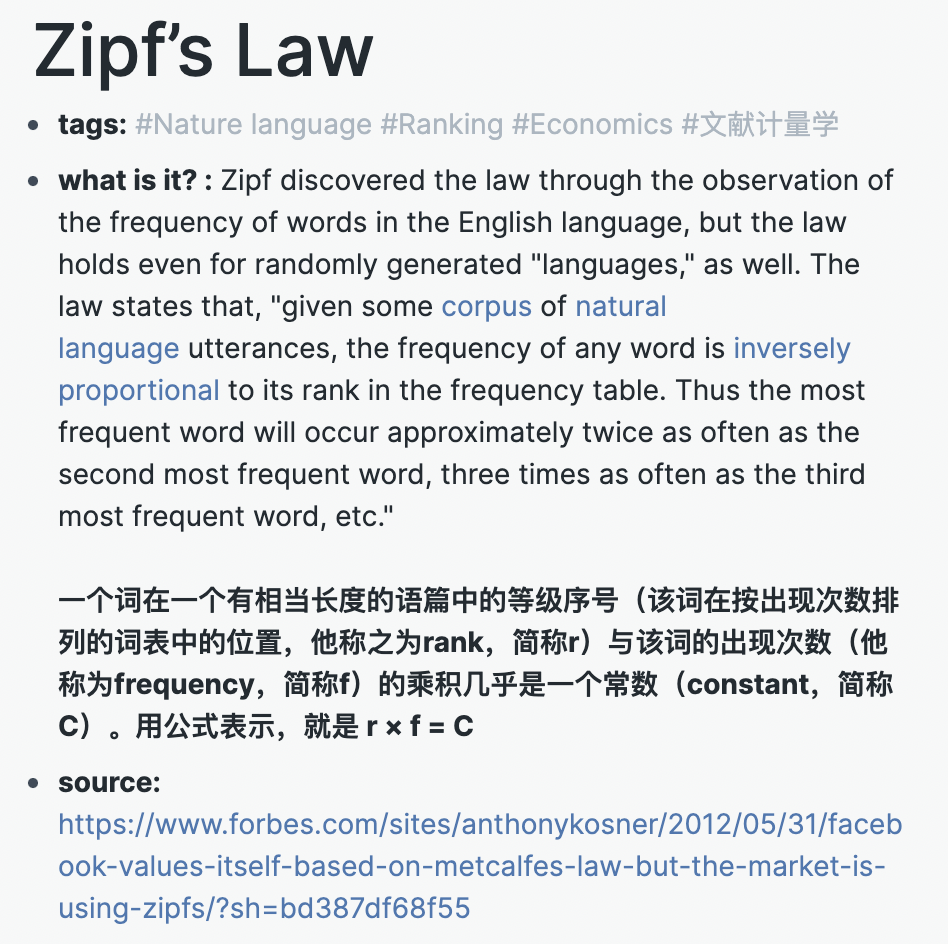 Zipf’s Law
tags: #Nature language #Ranking #Economics #文献计量学
what is it? : Zipf discovered the law through the observation of
the frequency of words in the English language, but the law
holds even for randomly generated "languages," as well. The
law states that, "given some corpus of natural
language utterances, the frequency of any word is inversely
proportional to its rank in the frequency table. Thus the most
frequent word will occur approximately twice as often as the
second most frequent word, three times as often as the third
most frequent word, etc."
一个词在一个有相当长度的语篇中的等级序号（该词在按出现次数排
列的词表中的位置，他称之为rank，简称r）与该词的出现次数（他
称为frequency，简称f）的乘积几乎是一个常数（constant，简称
C）。用公式表示，就是 r × f = C
source:
https://www.forbes.com/sites/anthonykosner/2012/05/31/faceb
ook-values-itself-based-on-metcalfes-law-but-the-market-is-
using-zipfs/?sh=bd387df68f55